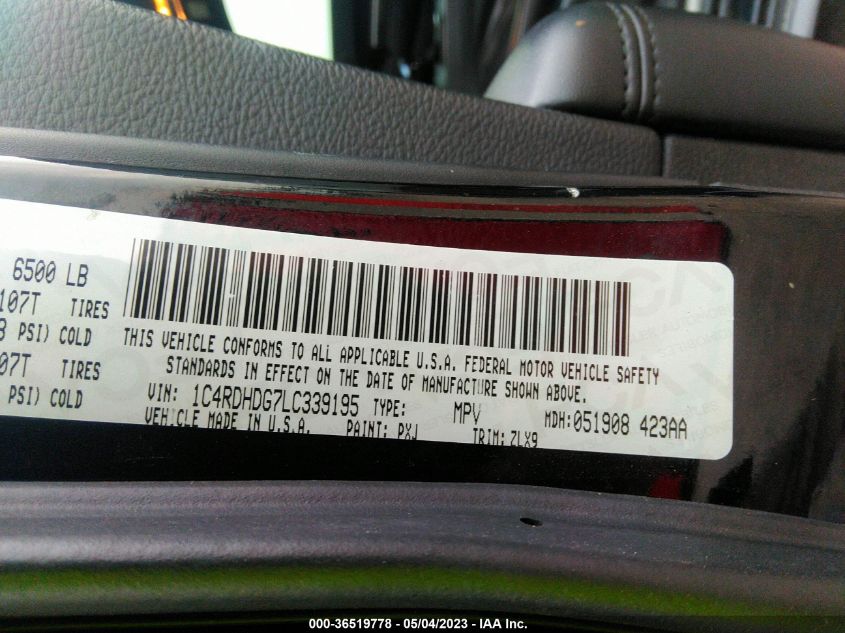 6500 LB
107T TIRES
PSI) COLD
07T TIRES
PSI) COLD
THIS VEHICLE CONFORMS TO ALL APPLICABLE U.S.A. FEDERAL MOTOR VEHICLE SAFETY
STANDARDS IN EFFECT ON THE DATE OF MANUFACTURE SHOWN ABOVE.
VIN: 1C4RDHDG7LC339195 TYPE: MPV MDH:051908 423AA
VEHICLE MADE IN U.S.A. PAINT: PXJ TRIM: ZLX9
000-36519778 - 05/04/2023 - IAA Inc.